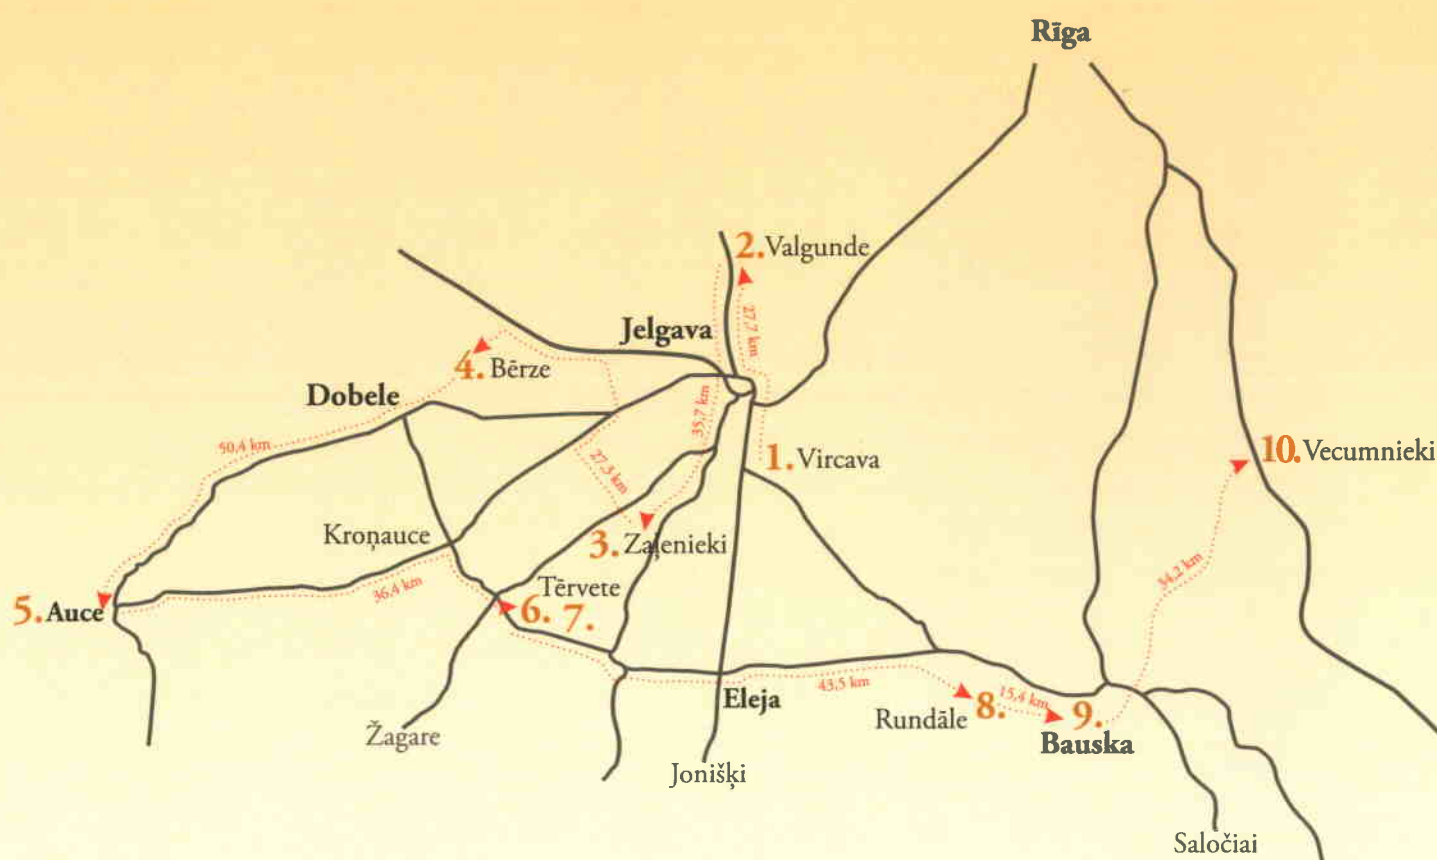 Rīga
2. Valgunde
27,7 km
Jelgava
4. Bērze
Dobele
35,7 km
50,4 km
27,3 km
1. Vircava
10. Vecumnieki
Kroņauce
3. Zaļenieki
36,4 km
Tērvete
5. Auce
6. 7.
34,2 km
43,5 km
Eleja
15,4 km
Rundāle 8.
9.
Bauska
Žagare
Jonišķi
Saločiai